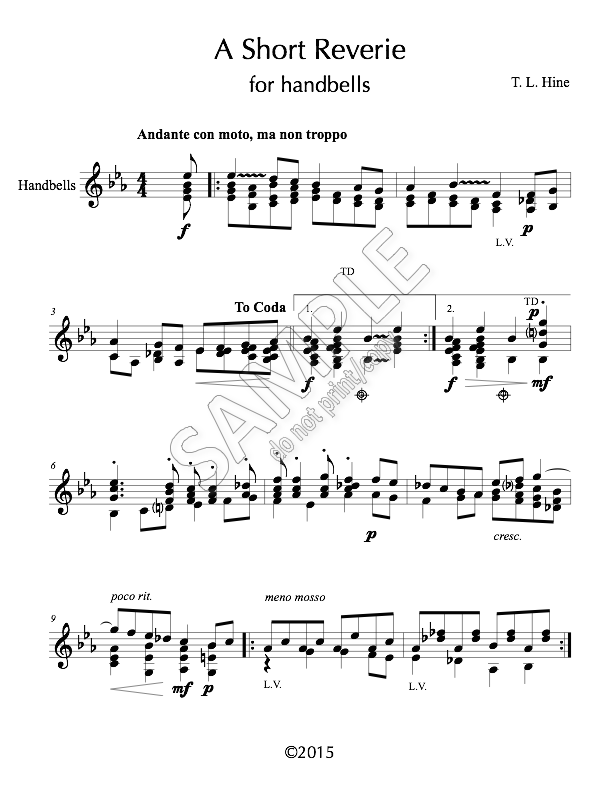 A Short Reverie
for handbells
T. L. Hine
Andante con moto, ma non troppo
Handbells
4
4
f
L.V.
p
SAMPLE
do not print/copy
3
To Coda
1.
TD
2.
TD
p
f
f
mf
6
p
cresc.
9
poco rit.
meno mosso
mf p
L.V.
L.V.
©2015